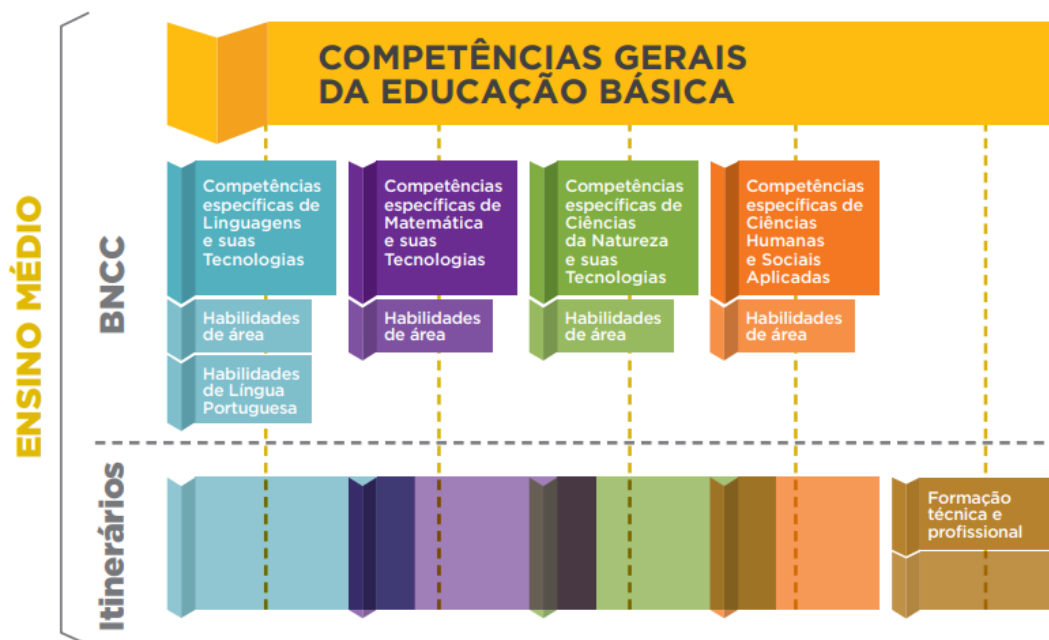 ENSINO MÉDIO
BNCC
COMPETÊNCIAS GERAIS
DA EDUCAÇÃO BÁSICA
Competências
específicas de
Linguagens
e suas
Tecnologias
Habilidades
de área
Habilidades
de Língua
Portuguesa
Competências
específicas de
Matemática
e suas
Tecnologias
Habilidades
de área
Competências
específicas de
Ciências
da Natureza
e suas
Tecnologias
Habilidades
de área
Competências
específicas de
Ciências
Humanas
e Sociais
Aplicadas
Habilidades
de área
Itinerários
Formação
técnica e
profissional